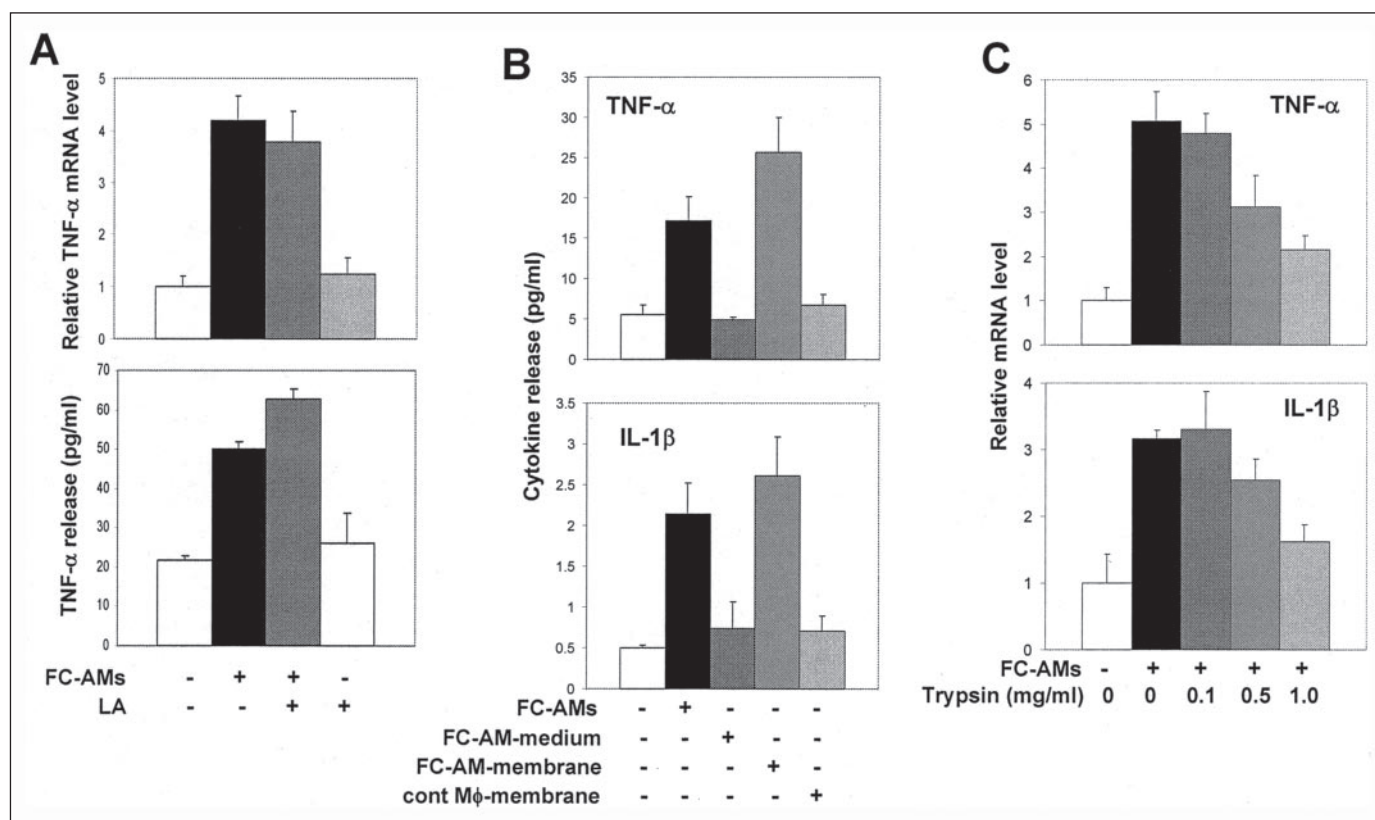 A
Relative TNF-α mRNA level
5
4
3
2
1
0
TNF-α release (pg/ml)
70
60
50
40
30
20
10
0
FC-AMs - + + -
LA - - + +
B
Cytokine release (pg/ml)
TNF-α
35
30
25
20
15
10
5
0
IL-1β
3.5
3
2.5
2
1.5
1
0.5
0
FC-AMs - + - - -
FC-AM-medium - - + - -
FC-AM-membrane - - - + -
cont Mϕ-membrane - - - - +
C
Relative mRNA level
TNF-α
6
5
4
3
2
1
0
IL-1β
4
3
2
1
0
FC-AMs - + + + +
Trypsin (mg/ml) 0 0 0.1 0.5 1.0